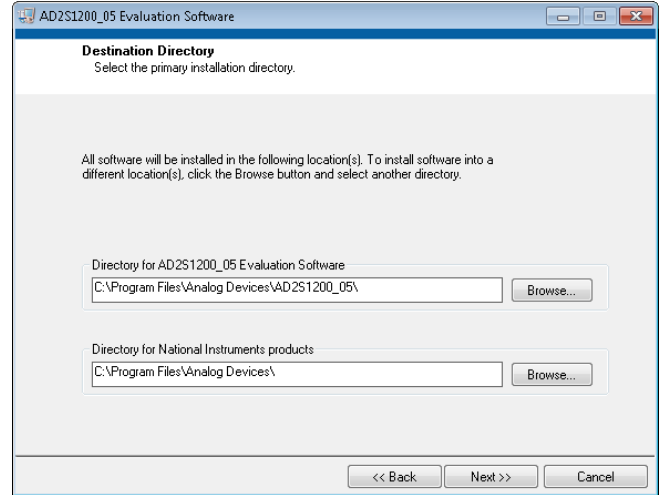 AD2S1200_05 Evaluation Software
Destination Directory
Select the primary installation directory.
All software will be installed in the following location(s). To install software into a
different location(s), click the Browse button and select another directory.
Directory for AD2S1200_05 Evaluation Software
C:\Program Files\Analog Devices\AD2S1200_05\
Browse...
Directory for National Instruments products
C:\Program Files\Analog Devices\
Browse...
<< Back
Next >>
Cancel